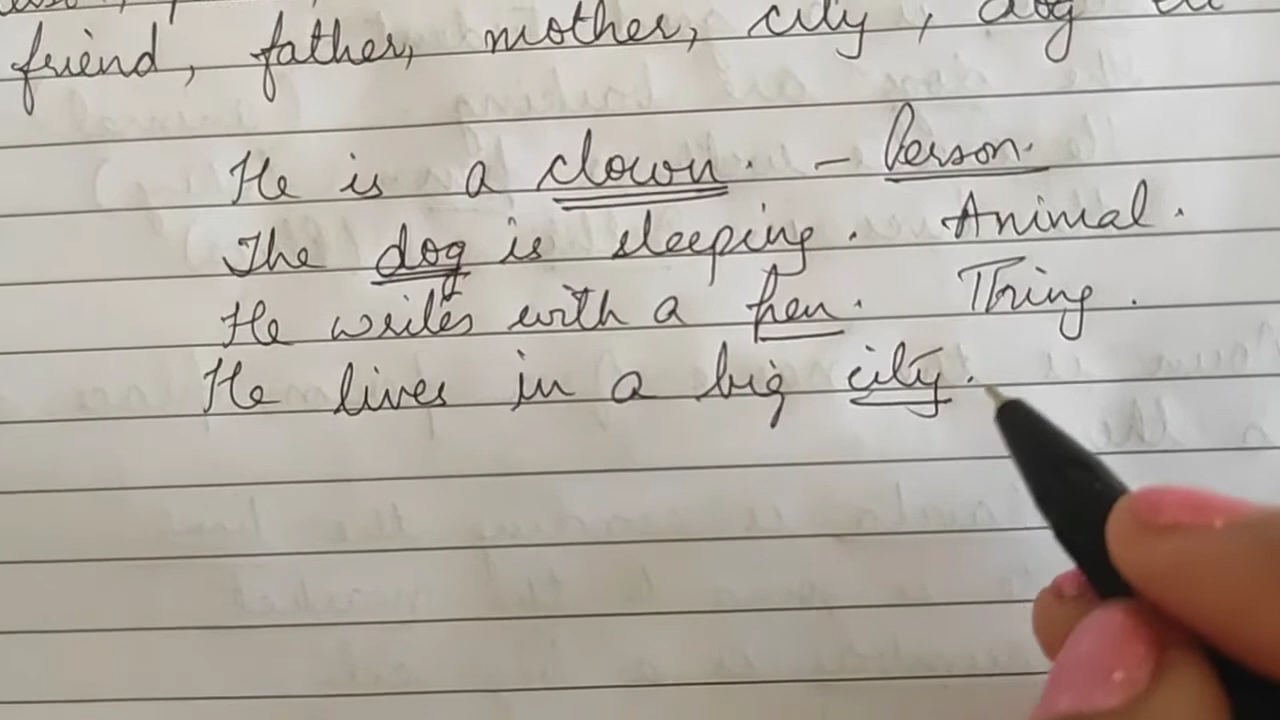 friend, father, mother, city, dog
He is a clown. - Person.
The dog is sleeping. Animal.
He writes with a pen. Thing.
He lives in a big city.